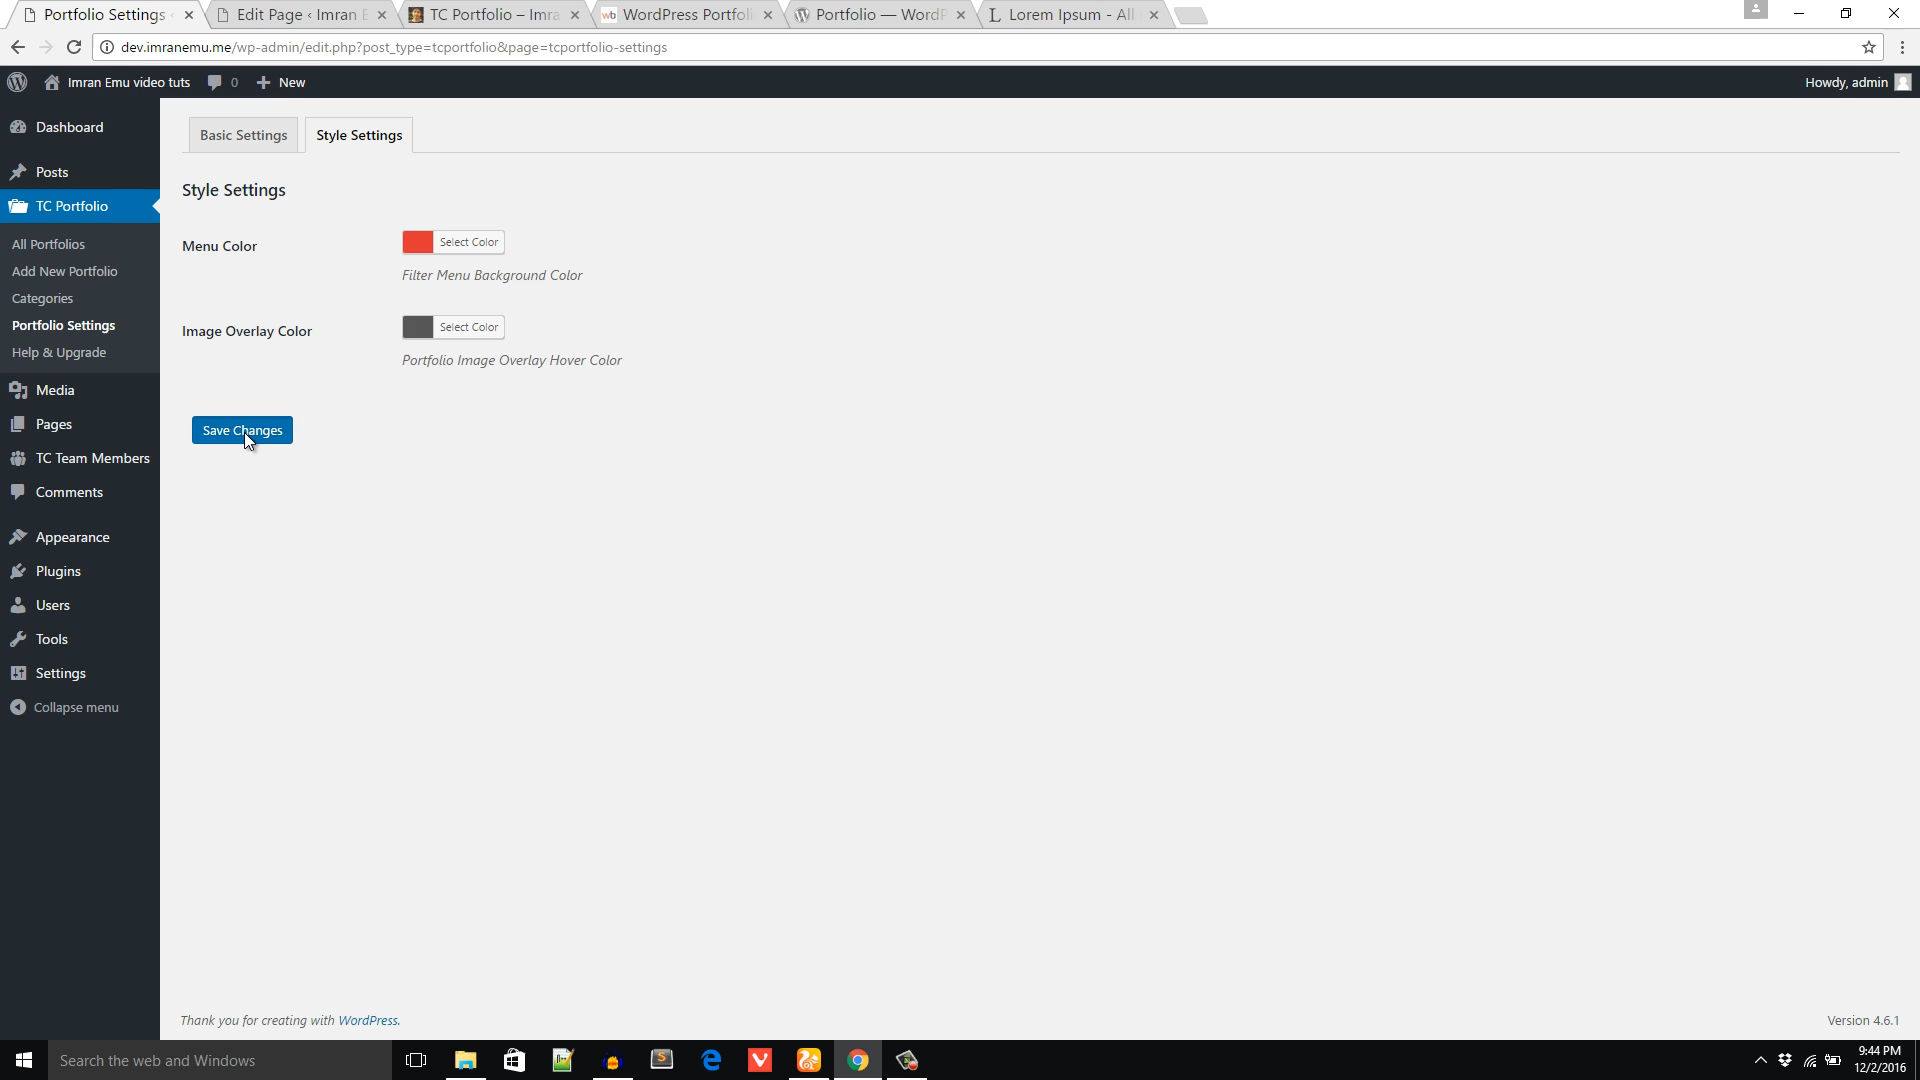 Portfolio Settings
Edit Page ‹ Imran E
TC Portfolio – Imra
WordPress Portfoli
Portfolio — WordP
Lorem Ipsum - All
dev.imranemu.me/wp-admin/edit.php?post_type=tcportfolio&page=tcportfolio-settings
Imran Emu video tuts
0
New
Howdy, admin
Dashboard
Posts
TC Portfolio
All Portfolios
Add New Portfolio
Categories
Portfolio Settings
Help & Upgrade
Media
Pages
TC Team Members
Comments
Appearance
Plugins
Users
Tools
Settings
Collapse menu
Basic Settings
Style Settings
Style Settings
Menu Color
Select Color
Filter Menu Background Color
Image Overlay Color
Select Color
Portfolio Image Overlay Hover Color
Save Changes
Thank you for creating with WordPress.
Version 4.6.1
Search the web and Windows
9:44 PM
12/2/2016